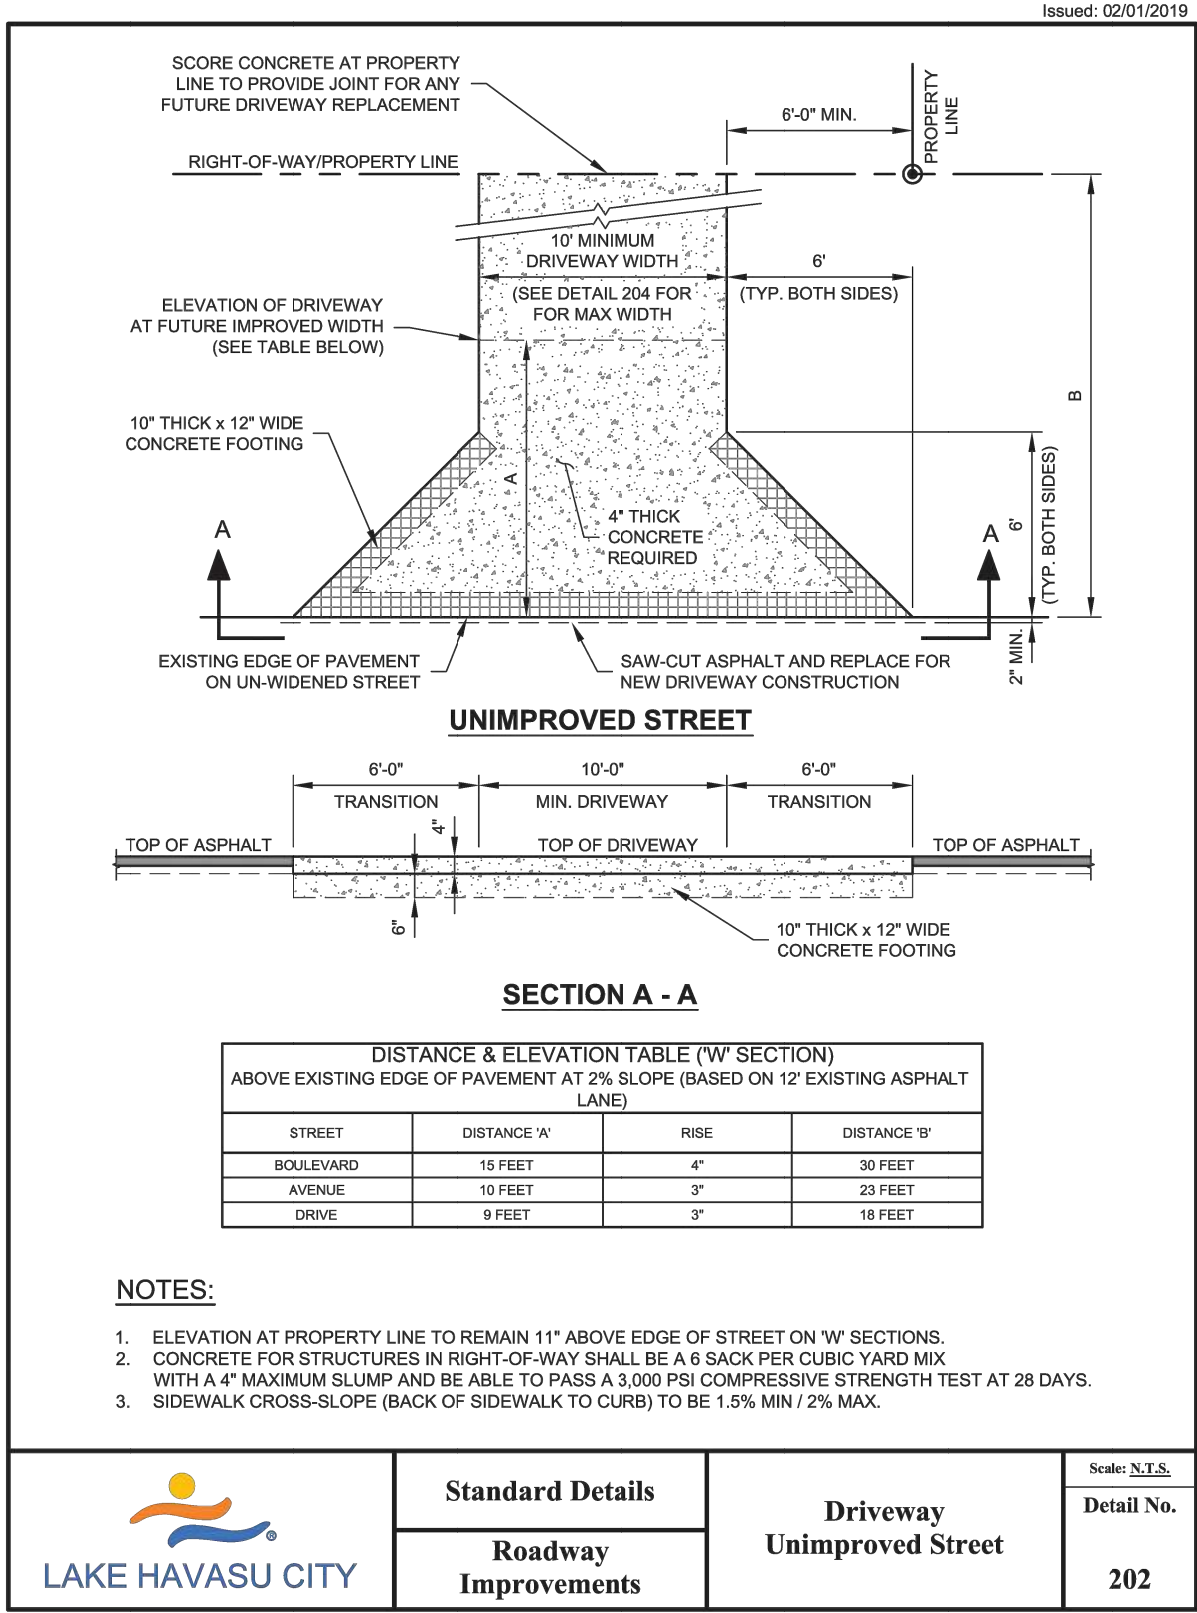 Issued: 02/01/2019
SCORE CONCRETE AT PROPERTY
LINE TO PROVIDE JOINT FOR ANY
FUTURE DRIVEWAY REPLACEMENT
6'-0" MIN.
PROPERTY
LINE
RIGHT-OF-WAY/PROPERTY LINE
10' MINIMUM
DRIVEWAY WIDTH
(SEE DETAIL 204 FOR
FOR MAX WIDTH
6'
(TYP. BOTH SIDES)
ELEVATION OF DRIVEWAY
AT FUTURE IMPROVED WIDTH
(SEE TABLE BELOW)
B
10" THICK x 12" WIDE
CONCRETE FOOTING
A
4" THICK
CONCRETE
REQUIRED
6'
(TYP. BOTH SIDES)
A
A
2" MIN.
EXISTING EDGE OF PAVEMENT
ON UN-WIDENED STREET
SAW-CUT ASPHALT AND REPLACE FOR
NEW DRIVEWAY CONSTRUCTION
UNIMPROVED STREET
6'-0"
TRANSITION
10'-0"
MIN. DRIVEWAY
6'-0"
TRANSITION
4"
TOP OF ASPHALT
TOP OF DRIVEWAY
TOP OF ASPHALT
6"
10" THICK x 12" WIDE
CONCRETE FOOTING
SECTION A - A
DISTANCE & ELEVATION TABLE ('W' SECTION)
ABOVE EXISTING EDGE OF PAVEMENT AT 2% SLOPE (BASED ON 12' EXISTING ASPHALT
LANE)
STREET DISTANCE 'A' RISE DISTANCE 'B'
BOULEVARD 15 FEET 4" 30 FEET
AVENUE 10 FEET 3" 23 FEET
DRIVE 9 FEET 3" 18 FEET
NOTES:
1. ELEVATION AT PROPERTY LINE TO REMAIN 11" ABOVE EDGE OF STREET ON 'W' SECTIONS.
2. CONCRETE FOR STRUCTURES IN RIGHT-OF-WAY SHALL BE A 6 SACK PER CUBIC YARD MIX
WITH A 4" MAXIMUM SLUMP AND BE ABLE TO PASS A 3,000 PSI COMPRESSIVE STRENGTH TEST AT 28 DAYS.
3. SIDEWALK CROSS-SLOPE (BACK OF SIDEWALK TO CURB) TO BE 1.5% MIN / 2% MAX.
®
LAKE HAVASU CITY
Standard Details
Roadway
Improvements
Driveway
Unimproved Street
Scale: N.T.S.
Detail No.
202